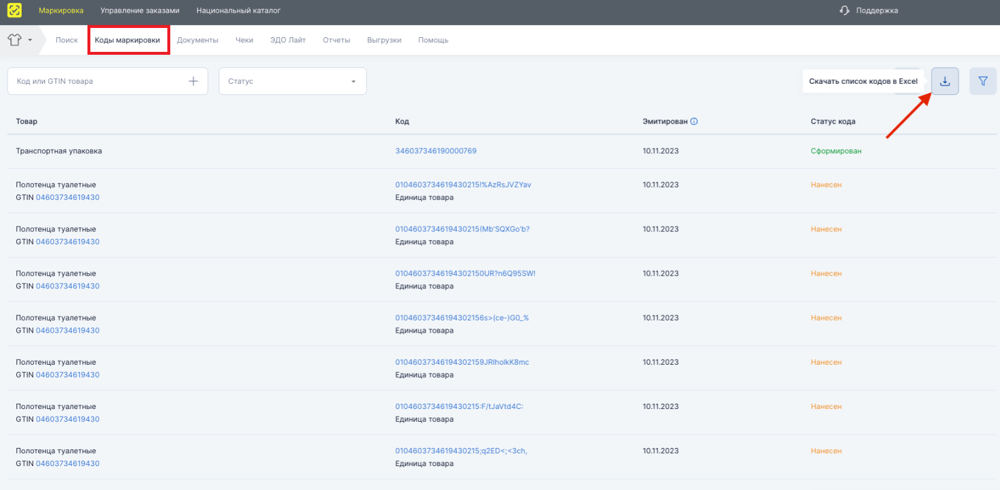 Маркировка Управление заказами Национальный каталог Поддержка
Поиск Коды маркировки Документы Чеки ЭДО Лайт Отчеты Выгрузки Помощь
Код или GTIN товара Статус Скачать список кодов в Excel
Товар Код Эмитирован Статус кода
Транспортная упаковка 346037346190000769 10.11.2023 Сформирован
Полотенца туалетные 0104603734619430215!%AzRsJVZYav 10.11.2023 Нанесен
GTIN 04603734619430 Единица товара
Полотенца туалетные 0104603734619430215(Mb'SQXGo'b? 10.11.2023 Нанесен
GTIN 04603734619430 Единица товара
Полотенца туалетные 01046037346194302150UR?n6Q95SW! 10.11.2023 Нанесен
GTIN 04603734619430 Единица товара
Полотенца туалетные 01046037346194302156s>(ce-)G0_% 10.11.2023 Нанесен
GTIN 04603734619430 Единица товара
Полотенца туалетные 01046037346194302159JRlholkK8mc 10.11.2023 Нанесен
GTIN 04603734619430 Единица товара
Полотенца туалетные 0104603734619430215:F/tJaVtd4C: 10.11.2023 Нанесен
GTIN 04603734619430 Единица товара
Полотенца туалетные 0104603734619430215;q2ED<;<3ch, 10.11.2023 Нанесен
GTIN 04603734619430 Единица товара